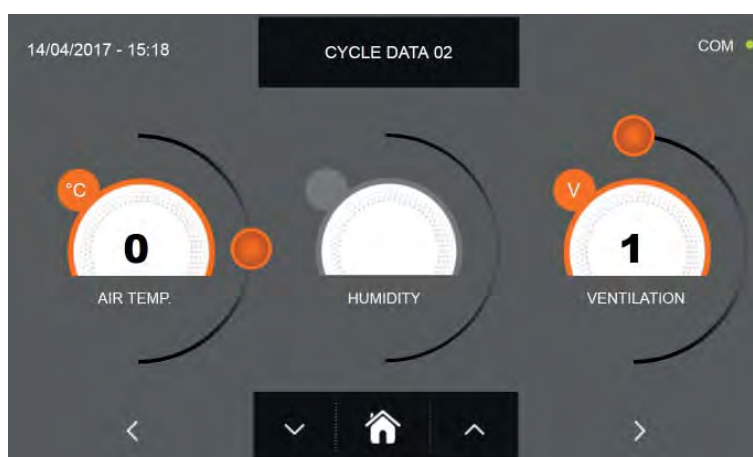 14/04/2017 - 15:18
CYCLE DATA 02
COM
°C
V
0
1
AIR TEMP.
HUMIDITY
VENTILATION